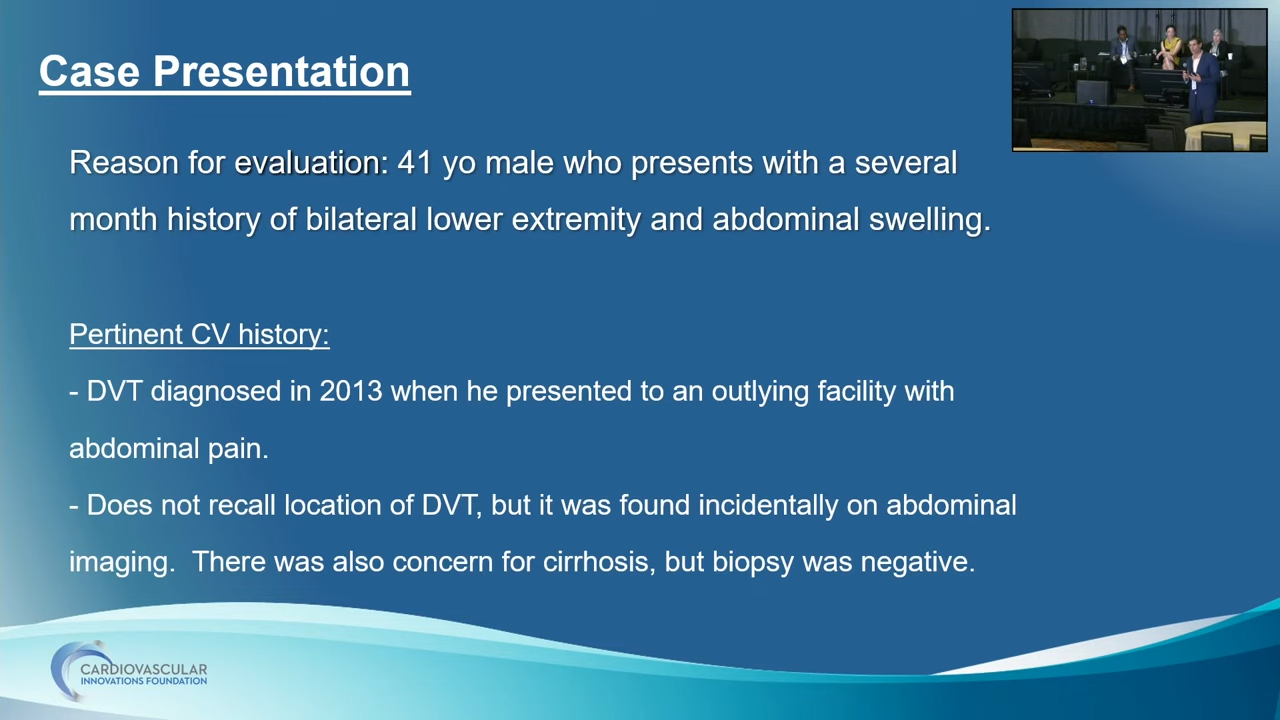 Case Presentation
Reason for evaluation: 41 yo male who presents with a several
month history of bilateral lower extremity and abdominal swelling.
Pertinent CV history:
- DVT diagnosed in 2013 when he presented to an outlying facility with
abdominal pain.
- Does not recall location of DVT, but it was found incidentally on abdominal
imaging.  There was also concern for cirrhosis, but biopsy was negative.
CARDIOVASCULAR
INNOVATIONS FOUNDATION